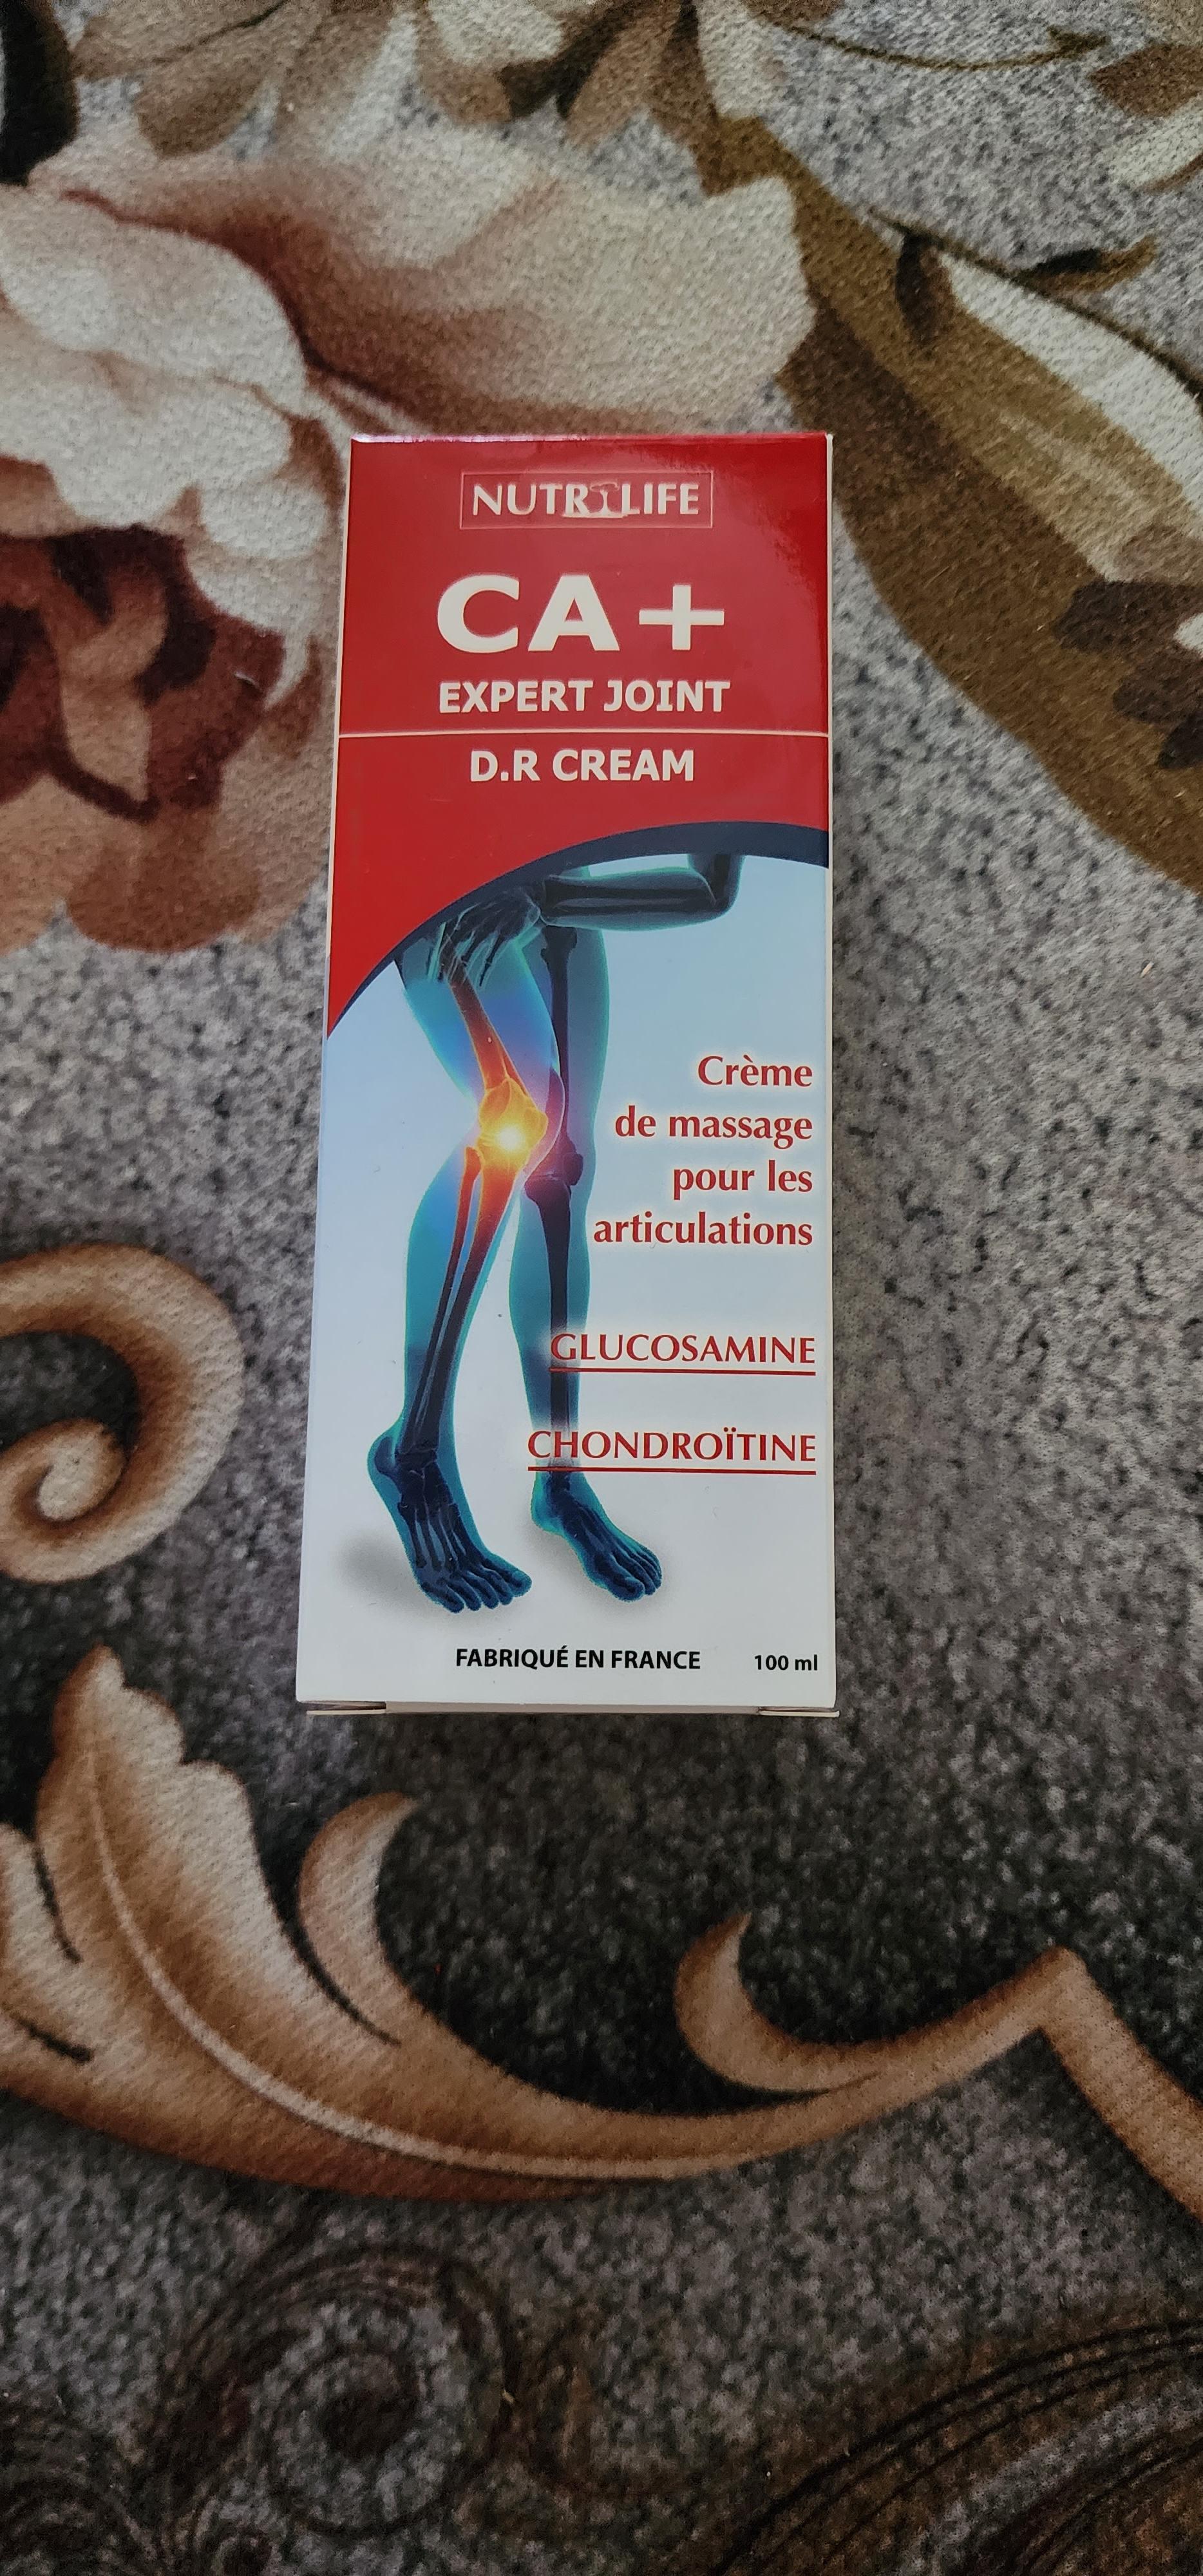 NUTRILIFE
CA+
EXPERT JOINT
D.R CREAM
Crème
de massage
pour les
articulations
GLUCOSAMINE
CHONDROÏTINE
FABRIQUÉ EN FRANCE 100 ml